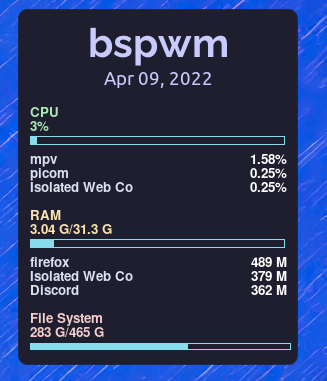 bspwm
Apr 09, 2022
CPU
3%
mpv 1.58%
picom 0.25%
Isolated Web Co 0.25%
RAM
3.04 G/31.3 G
firefox 489 M
Isolated Web Co 379 M
Discord 362 M
File System
283 G/465 G